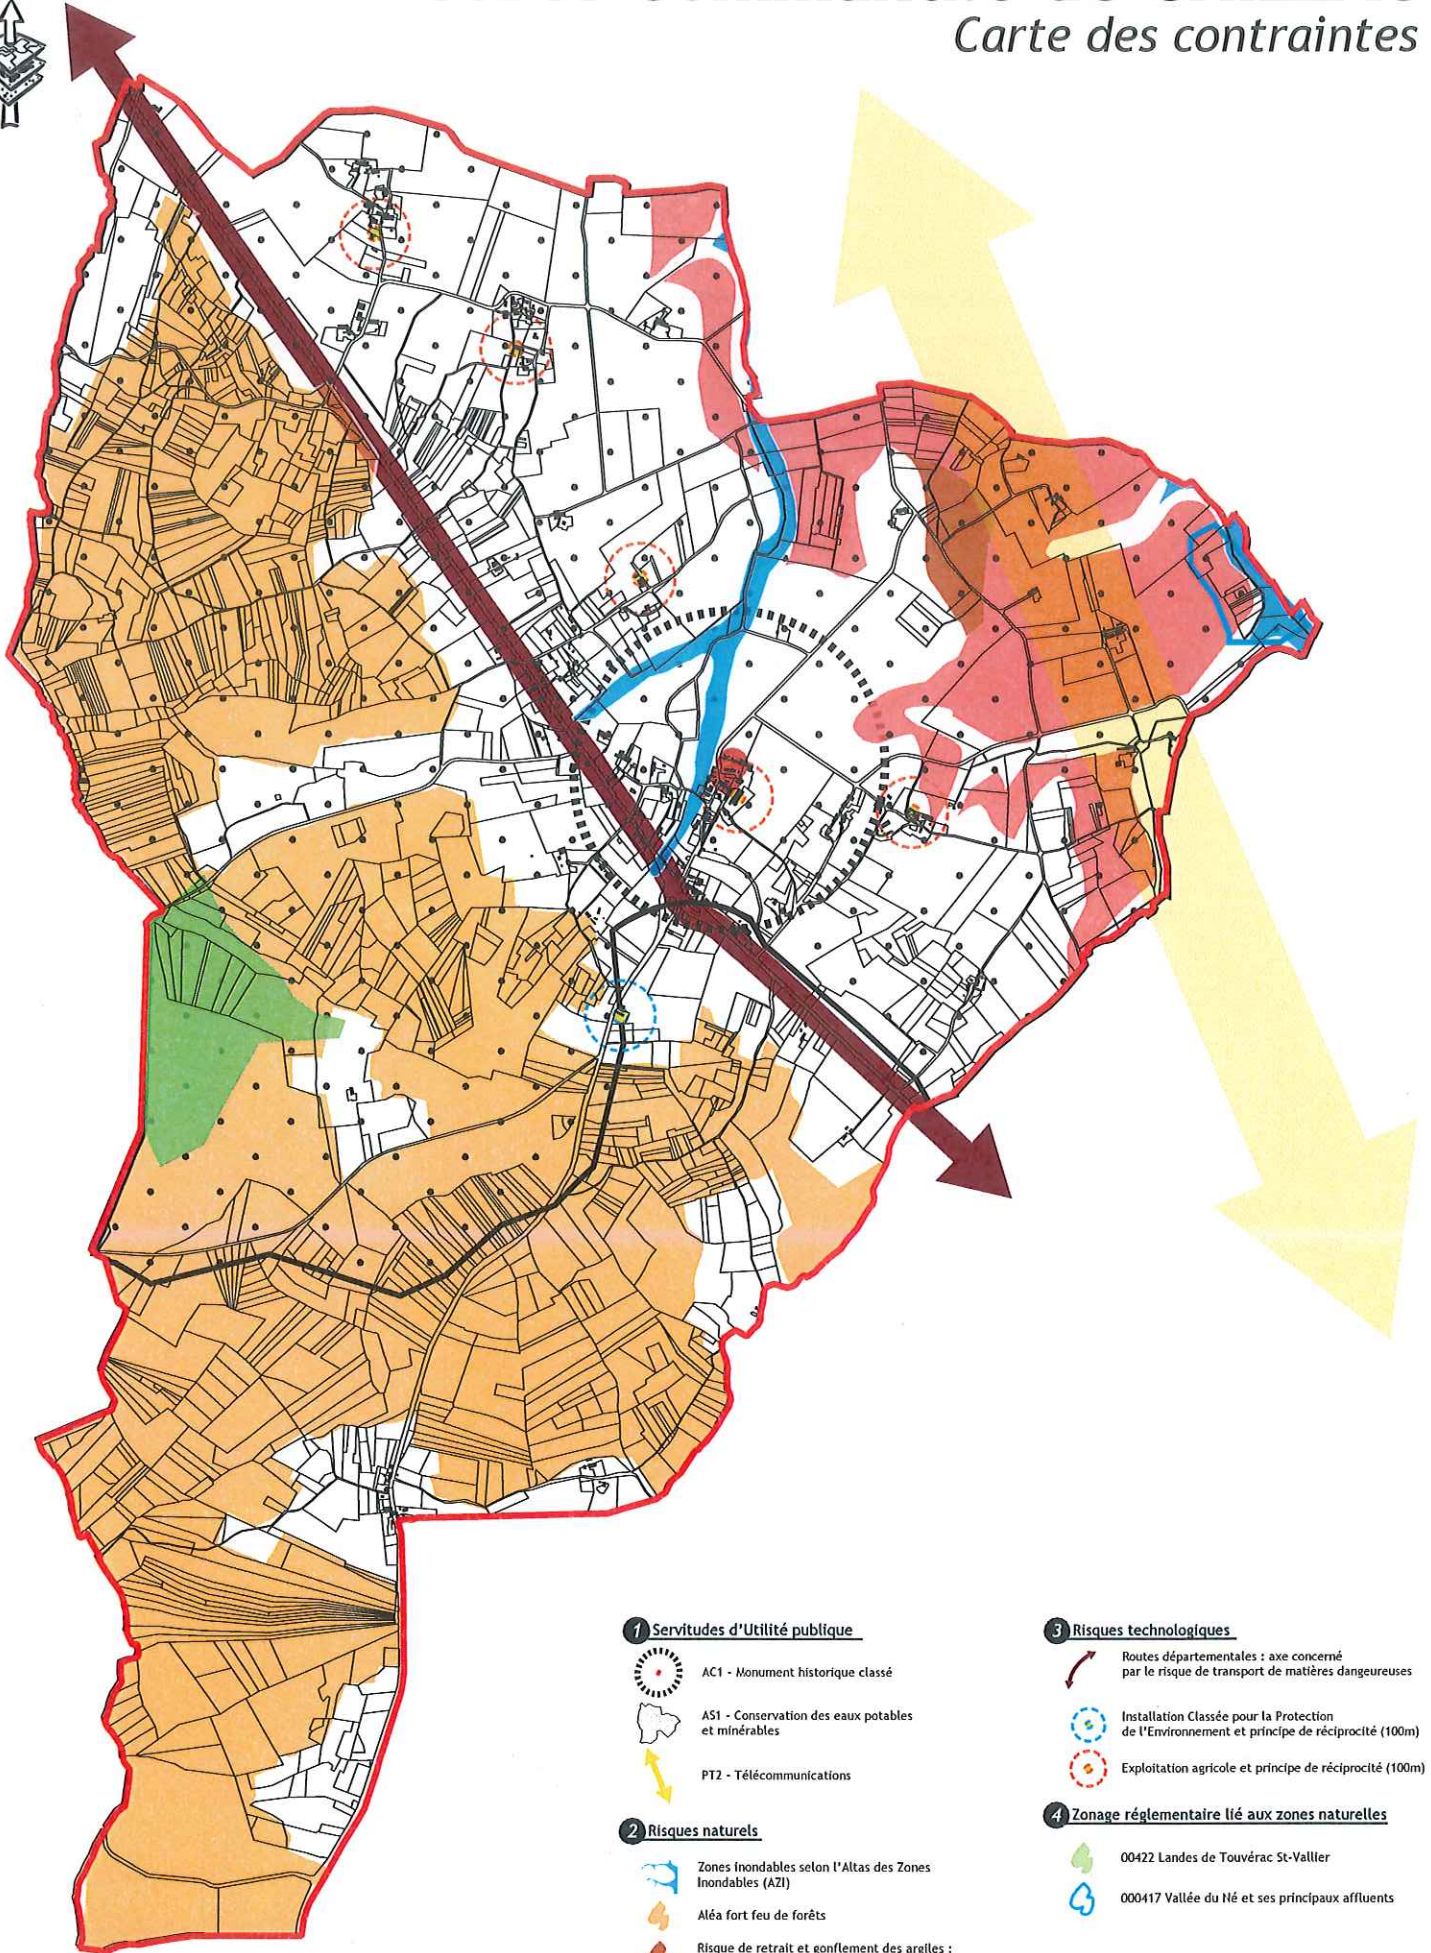 Carte des contraintes
1 Servitudes d'Utilité publique
AC1 - Monument historique classé
AS1 - Conservation des eaux potables
et minérables
PT2 - Télécommunications
2 Risques naturels
Zones inondables selon l'Altas des Zones
Inondables (AZI)
Aléa fort feu de forêts
Risque de retrait et gonflement des argiles :
3 Risques technologiques
Routes départementales : axe concerné
par le risque de transport de matières dangeureuses
Installation Classée pour la Protection
de l'Environnement et principe de réciprocité (100m)
Exploitation agricole et principe de réciprocité (100m)
4 Zonage réglementaire lié aux zones naturelles
00422 Landes de Touvérac St-Vallier
000417 Vallée du Né et ses principaux affluents